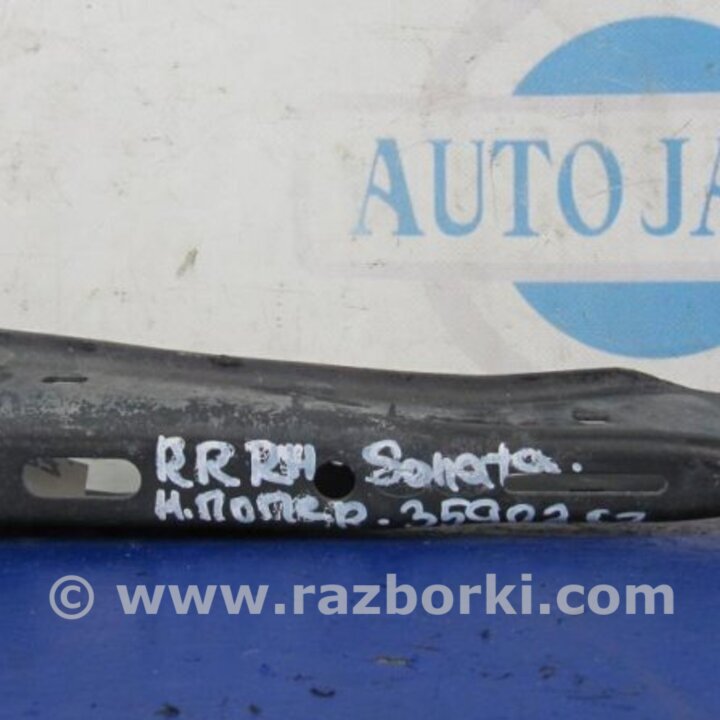 AUTO JA
RR RH Sonata.
н.попер.
© www.razborki.com